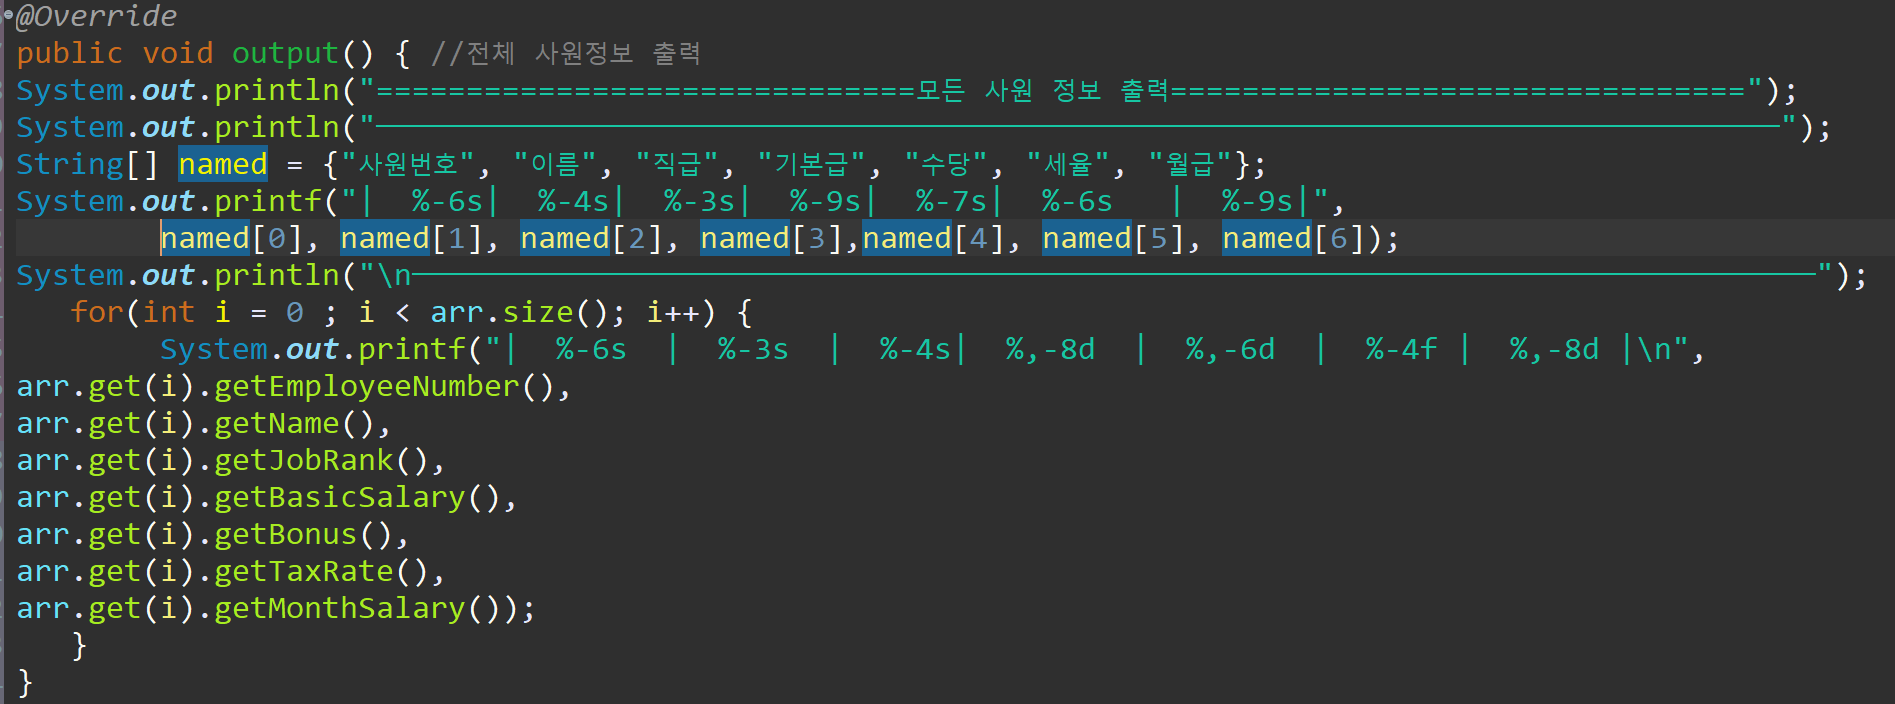 @Override
public void output() { //전체 사원정보 출력
System.out.println("==============================모든 사원 정보 출력================================");
System.out.println("──────────────────────────────────────────────────────────────────────────────");
String[] named = {"사원번호", "이름", "직급", "기본급", "수당", "세율", "월급"};
System.out.printf("|  %-6s|  %-4s|  %-3s|  %-9s|  %-7s|  %-6s   |  %-9s|",
        named[0], named[1], named[2], named[3],named[4], named[5], named[6]);
System.out.println("\n──────────────────────────────────────────────────────────────────────────────");
   for(int i = 0 ; i < arr.size(); i++) {
        System.out.printf("|  %-6s  |  %-3s  |  %-4s|  %,-8d  |  %,-6d  |  %-4f |  %,-8d |\n",
arr.get(i).getEmployeeNumber(),
arr.get(i).getName(),
arr.get(i).getJobRank(),
arr.get(i).getBasicSalary(),
arr.get(i).getBonus(),
arr.get(i).getTaxRate(),
arr.get(i).getMonthSalary());
   }
}